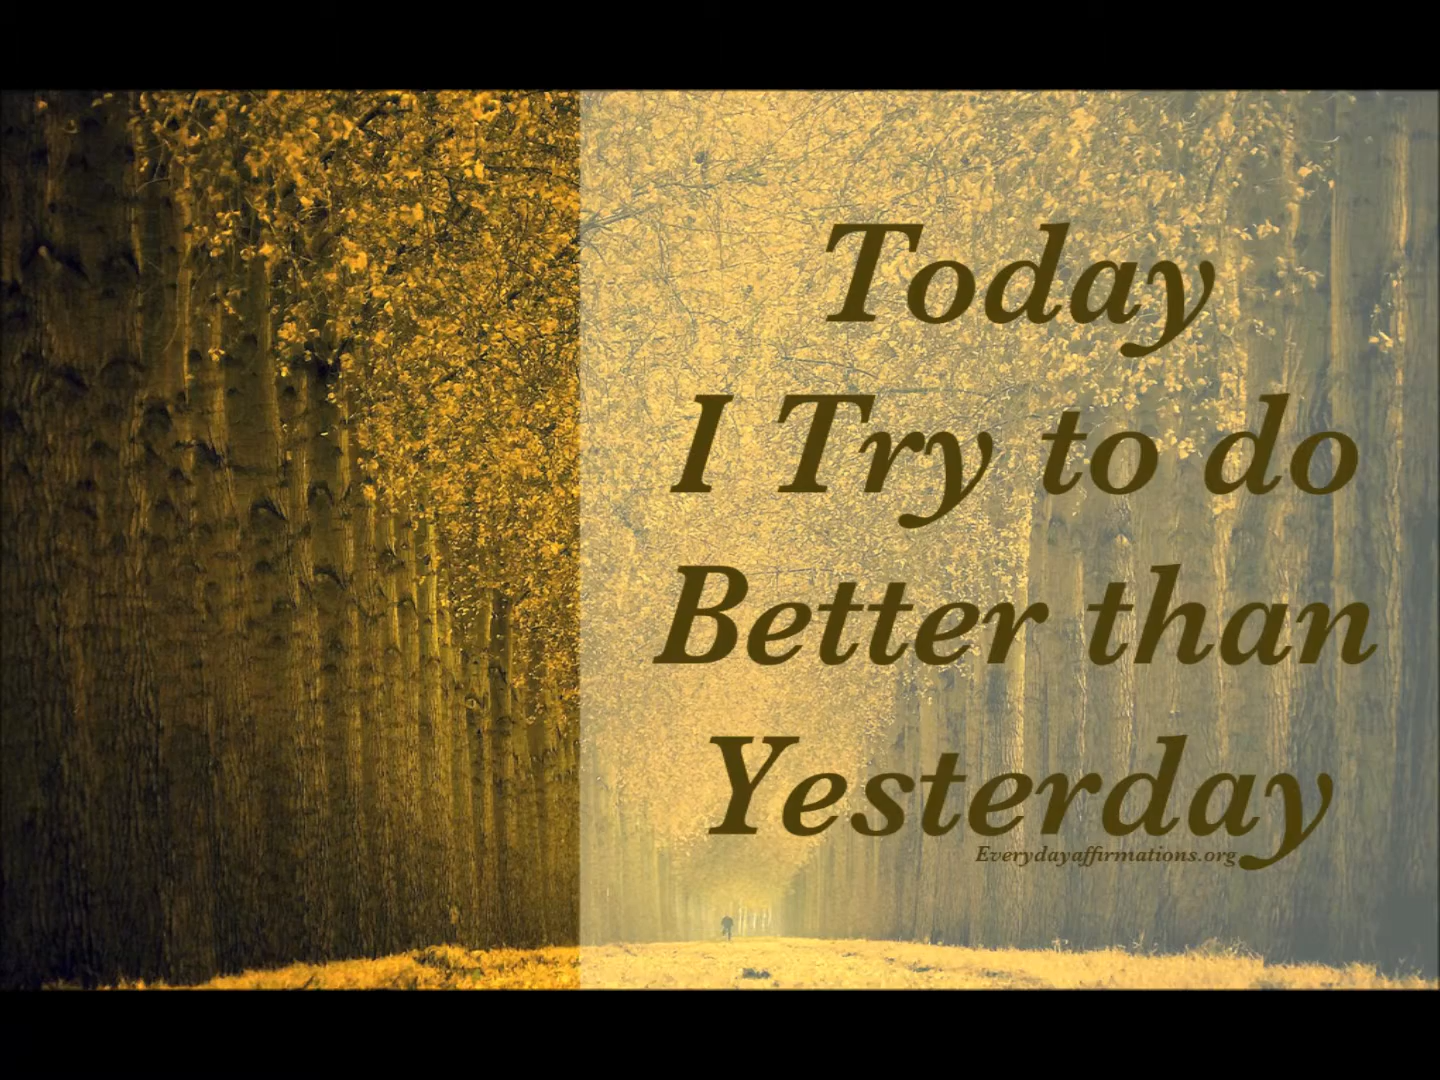 Today
I Try to do
Better than
Yesterday
Everydayaffirmations.org